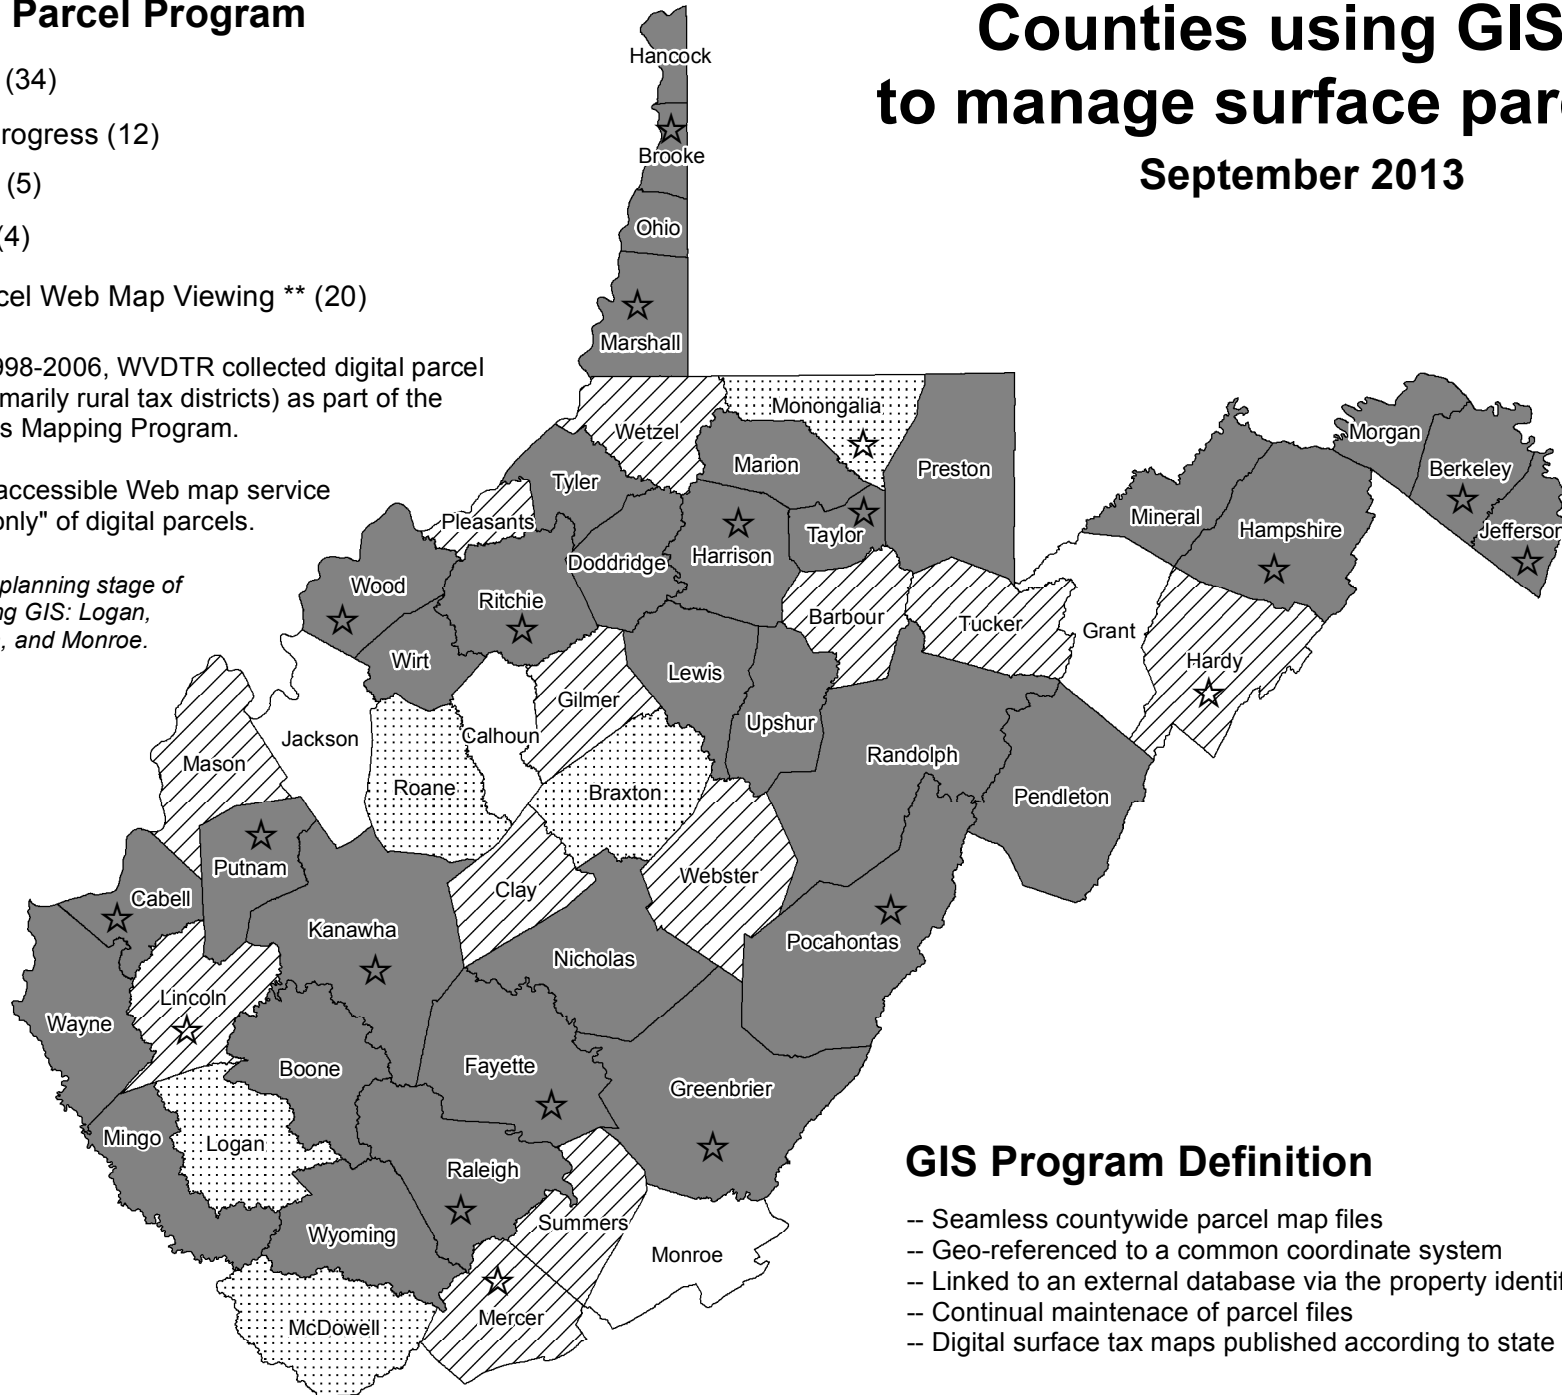 Parcel Program
(34)
rogress (12)
(5)
(4)
cel Web Map Viewing ** (20)
998-2006, WVDTR collected digital parcel
marily rural tax districts) as part of the
s Mapping Program.
accessible Web map service
only" of digital parcels.
planning stage of
ng GIS: Logan,
, and Monroe.
Counties using GIS
to manage surface parc
September 2013
Hancock
Brooke
Ohio
Marshall
Wetzel
Monongalia
Marion
Preston
Tyler
Pleasants
Doddridge
Harrison
Taylor
Morgan
Berkeley
Jefferson
Mineral
Hampshire
Wood
Ritchie
Wirt
Barbour
Tucker
Grant
Hardy
Lewis
Gilmer
Upshur
Jackson
Calhoun
Mason
Roane
Braxton
Randolph
Pendleton
Putnam
Cabell
Clay
Webster
Kanawha
Nicholas
Pocahontas
Lincoln
Wayne
Boone
Fayette
Greenbrier
Mingo
Logan
Raleigh
Summers
Wyoming
Monroe
Mercer
McDowell
GIS Program Definition
-- Seamless countywide parcel map files
-- Geo-referenced to a common coordinate system
-- Linked to an external database via the property identif
-- Continual maintenace of parcel files
-- Digital surface tax maps published according to state